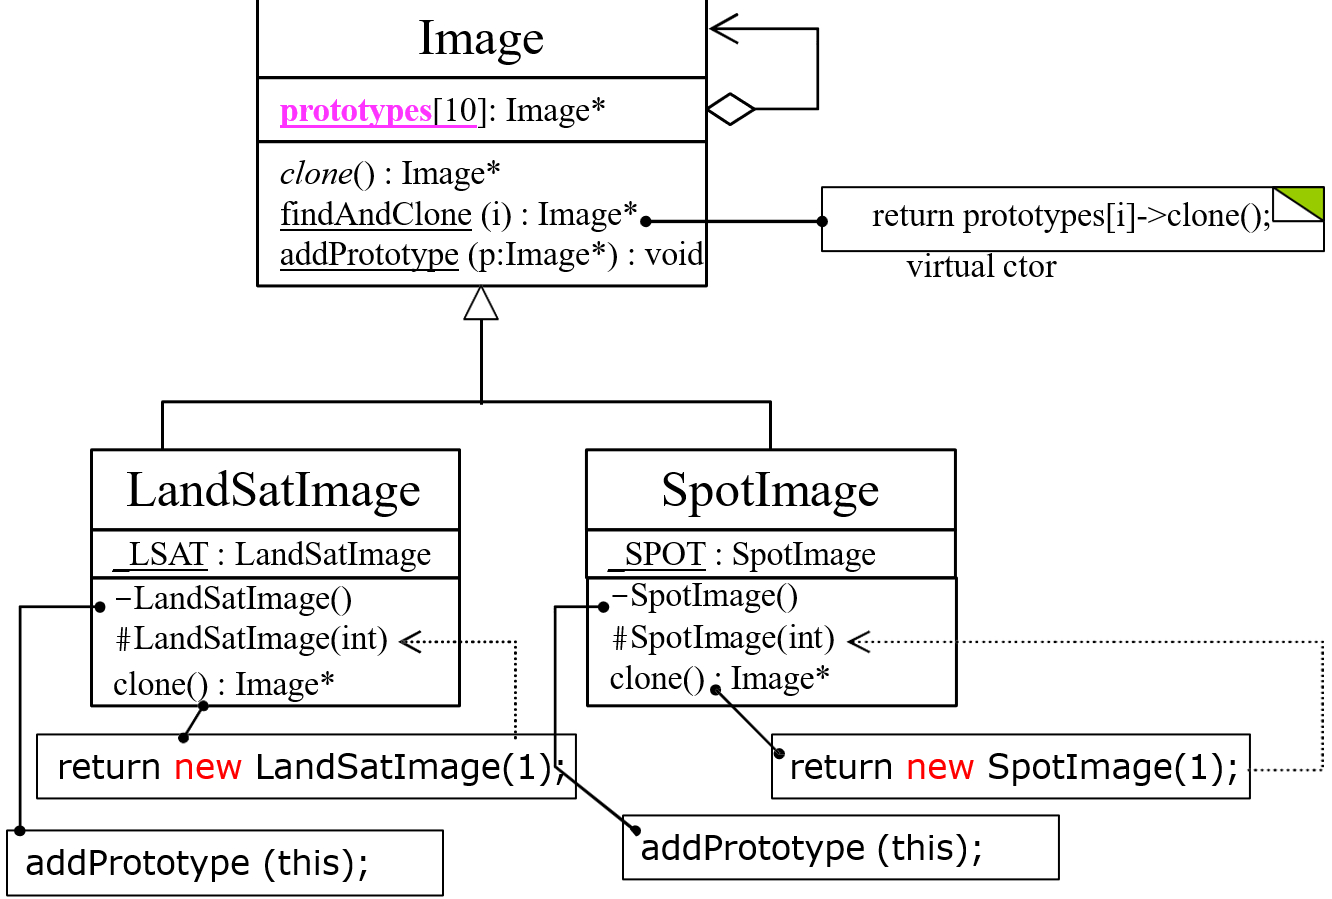 Image
prototypes[10]: Image*
clone() : Image*
findAndClone (i) : Image*
addPrototype (p:Image*) : void
return prototypes[i]->clone();
virtual ctor
LandSatImage
_LSAT : LandSatImage
−LandSatImage()
#LandSatImage(int)
clone() : Image*
return new LandSatImage(1);
addPrototype (this);
SpotImage
_SPOT : SpotImage
−SpotImage()
#SpotImage(int)
clone() : Image*
return new SpotImage(1);
addPrototype (this);